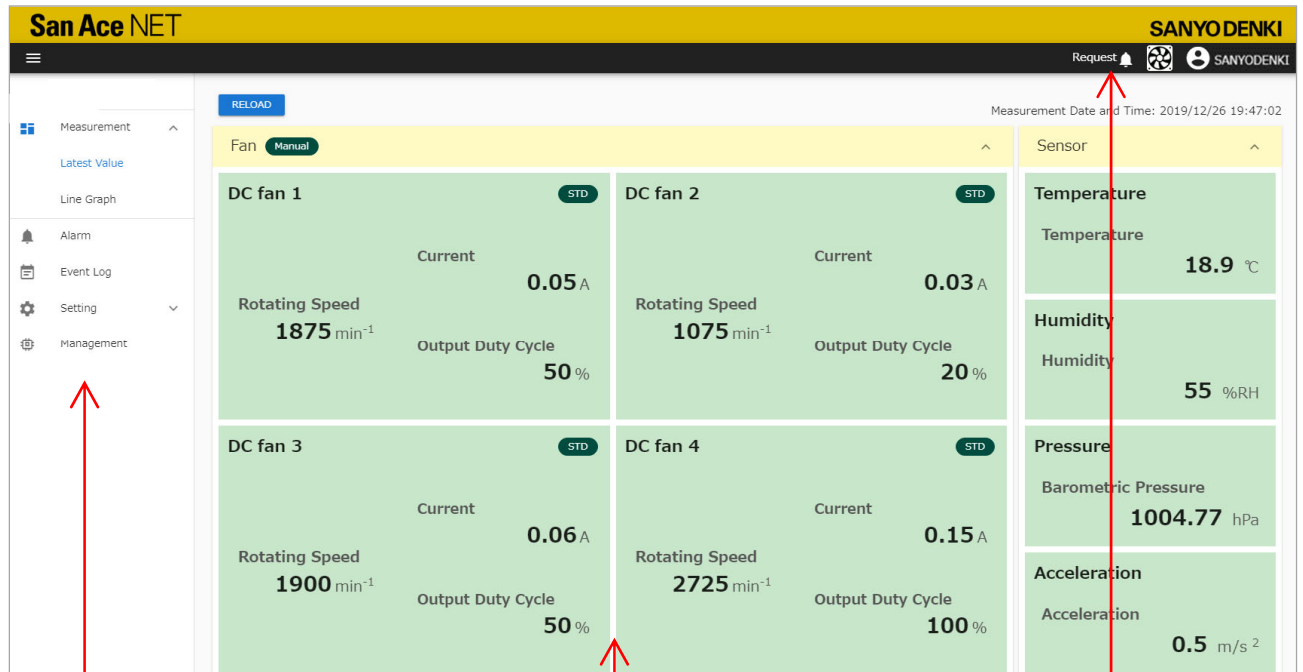 San Ace NET
SANYO DENKI
Request
SANYODENKI
RELOAD
Measurement Date and Time: 2019/12/26 19:47:02
Measurement
Latest Value
Line Graph
Alarm
Event Log
Setting
Management
Fan Manual
DC fan 1 STD
Current
0.05 A
Rotating Speed
1875 min-1
Output Duty Cycle
50 %
DC fan 2 STD
Current
0.03 A
Rotating Speed
1075 min-1
Output Duty Cycle
20 %
DC fan 3 STD
Current
0.06 A
Rotating Speed
1900 min-1
Output Duty Cycle
50 %
DC fan 4 STD
Current
0.15 A
Rotating Speed
2725 min-1
Output Duty Cycle
100 %
Sensor
Temperature
Temperature
18.9 ℃
Humidity
Humidity
55 %RH
Pressure
Barometric Pressure
1004.77 hPa
Acceleration
Acceleration
0.5 m/s 2